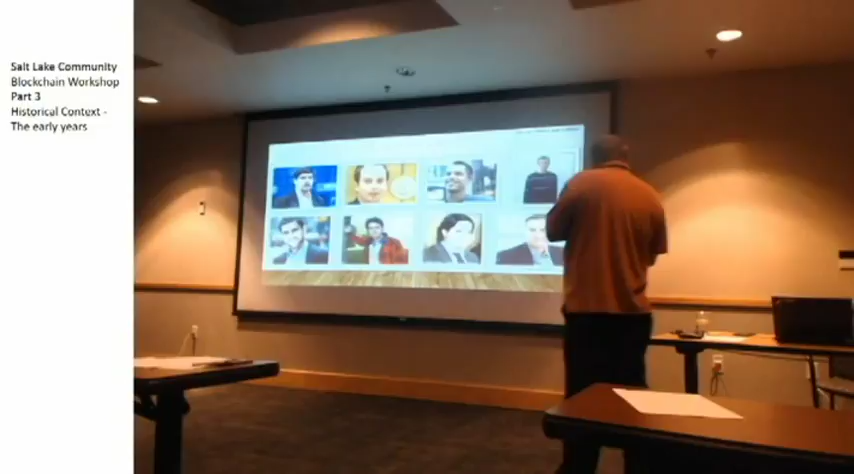 Salt Lake Community
Blockchain Workshop
Part 3
Historical Context -
The early years